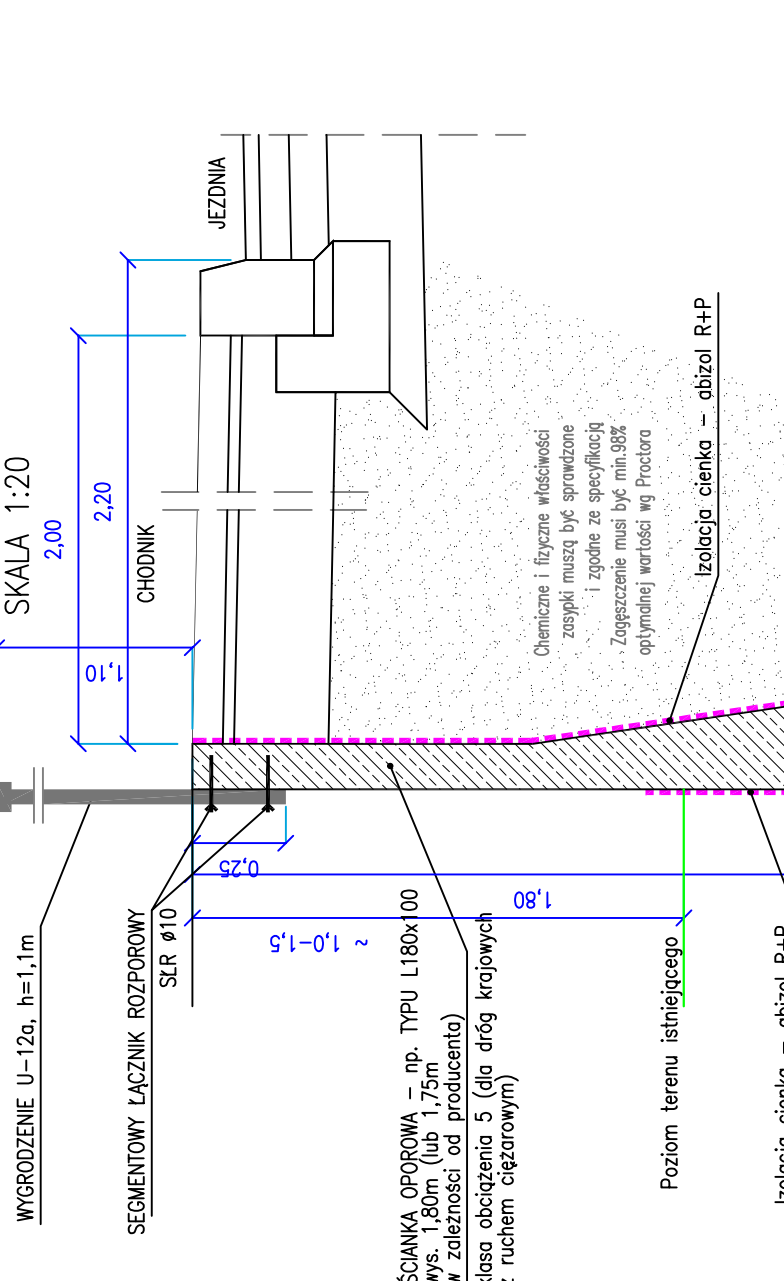 SKALA 1:20
2,00
2,20
1,10
CHODNIK
JEZDNIA
WYGRODZENIE U-12a, h=1,1m
SEGMENTOWY ŁĄCZNIK ROZPOROWY
SŁR ø10
0,25
1,80
~ 1,0-1,5
ŚCIANKA OPOROWA – np. TYPU L180x100
wys. 1,80m (lub 1,75m
w zależności od producenta)
klasa obciążenia 5 (dla dróg krajowych
z ruchem ciężarowym)
Chemiczne i fizyczne właściwości
zasypki muszą być sprawdzone
i zgodne ze specyfikacją
Zagęszczenie musi być min.98%
optymalnej wartości wg Proctora
Izolacja cienka – abizol R+P
Poziom terenu istniejącego
Izolacja cienka – abizol R+P